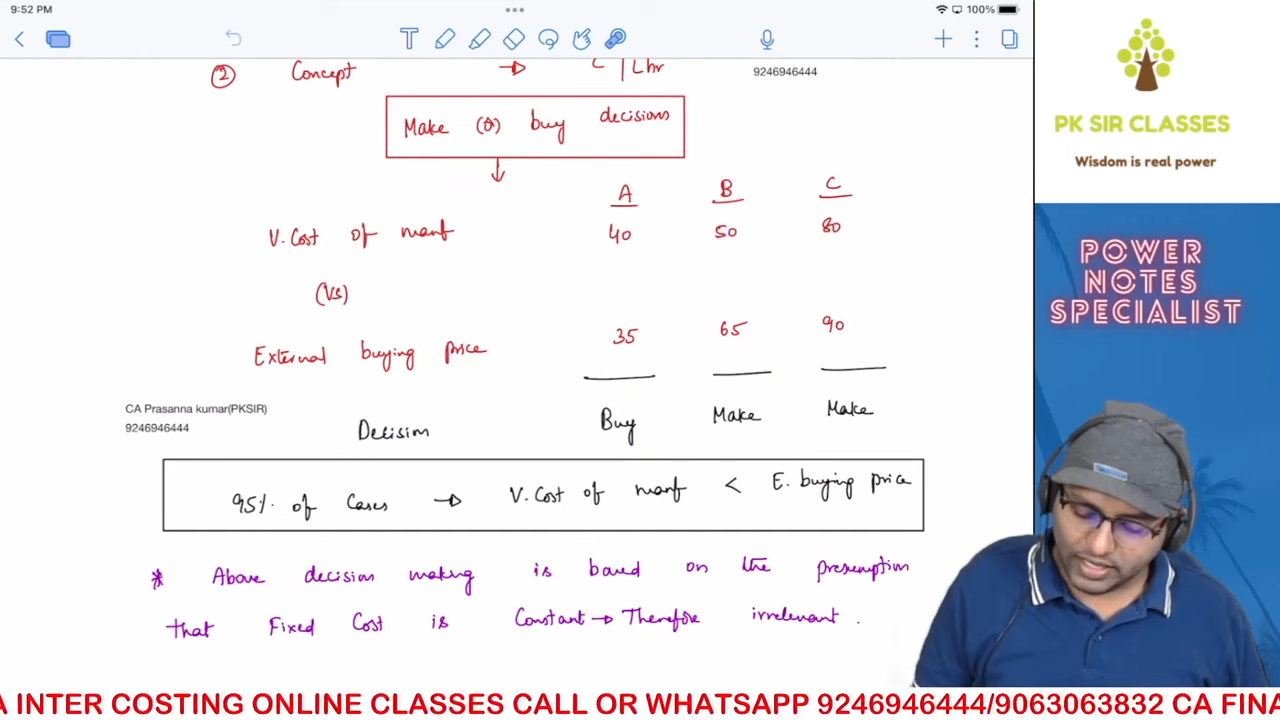 9:52 PM
100%
② Concept → C | Lhr
9246946444
Make (or) buy decisions
A B C
V. Cost of manf 40 50 80
(Vs)
External buying price 35 65 90
CA Prasanna kumar(PKSIR)
9246946444
Decision Buy Make Make
95% of Cases → V. Cost of manf < E. buying price
* Above decision making is based on the presumption
that Fixed Cost is Constant → Therefore irrelevant.
PK SIR CLASSES
Wisdom is real power
POWER
NOTES
SPECIALIST
A INTER COSTING ONLINE CLASSES CALL OR WHATSAPP 9246946444/9063063832 CA FINA